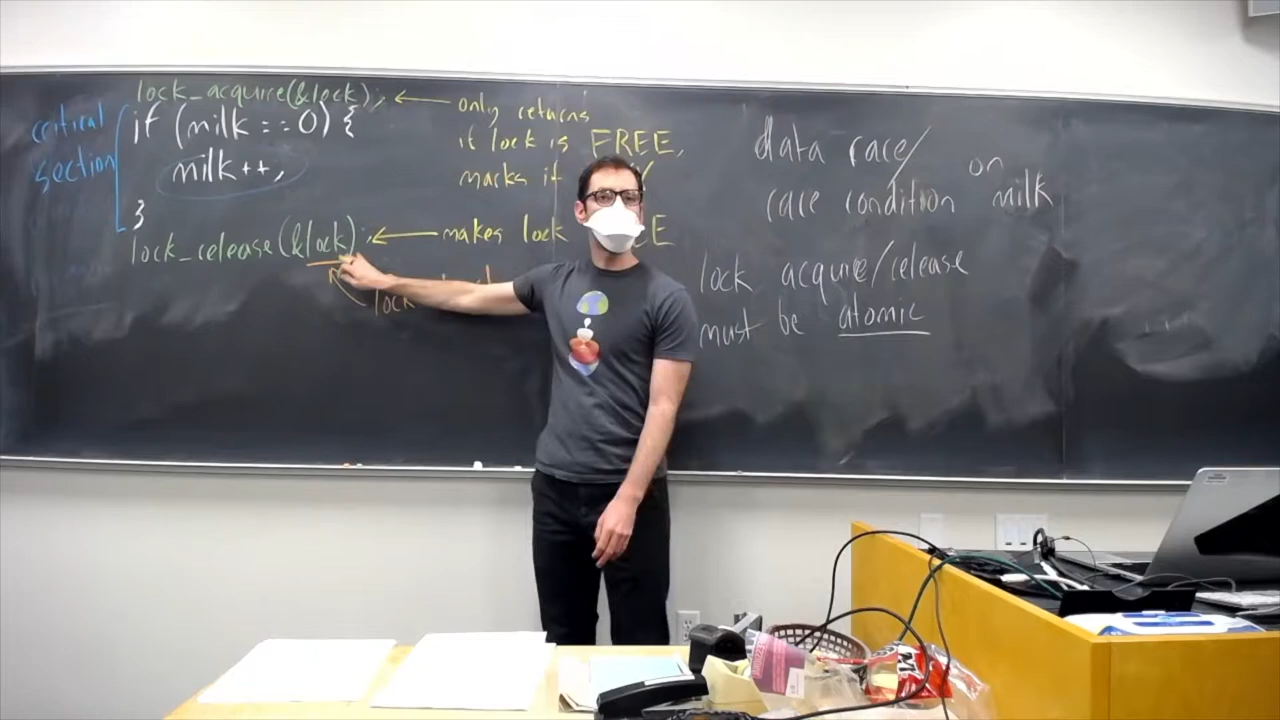 lock_acquire(&lock);
only returns
if lock is FREE,
marks it
critical
section
if (milk == 0) {
milk++;
}
lock_release(&lock);
makes lock
lock
data race/
race condition
on
milk
lock acquire/release
must be atomic